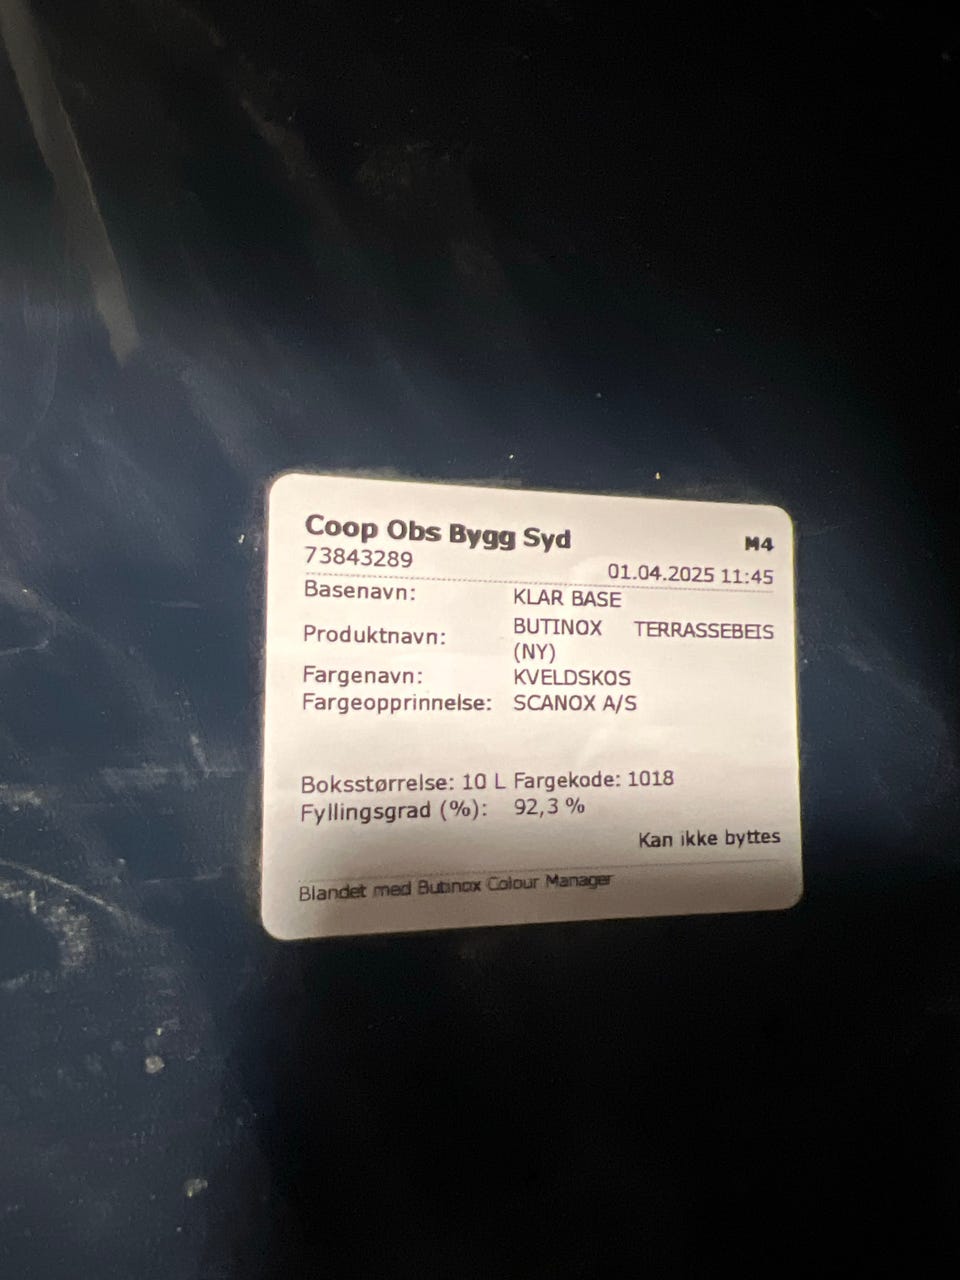 Coop Obs Bygg Syd M4
73843289 01.04.2025 11:45
Basenavn: KLAR BASE
Produktnavn: BUTINOX TERRASSEBEIS
(NY)
Fargenavn: KVELDSKOS
Fargeopprinnelse: SCANOX A/S
Boksstørrelse: 10 L Fargekode: 1018
Fyllingsgrad (%): 92,3 %
Kan ikke byttes
Blandet med Butinox Colour Manager